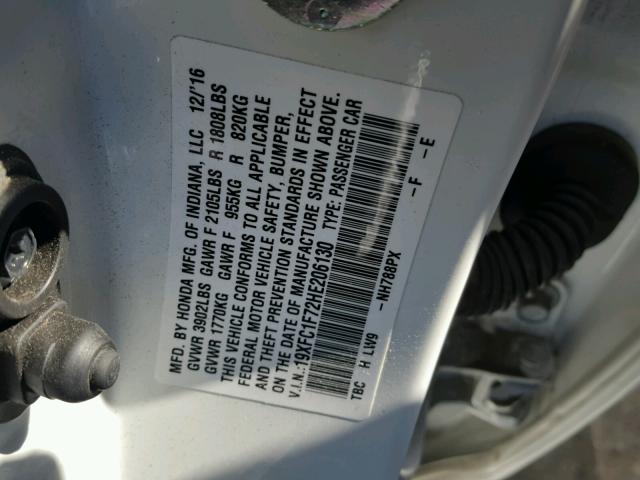 MFD. BY HONDA MFG. OF INDIANA, LLC 12/'16
GVWR 3902LBS GAWR F 2105LBS R 1808LBS
GVWR 1770KG GAWR F 955KG R 820KG
THIS VEHICLE CONFORMS TO ALL APPLICABLE
FEDERAL MOTOR VEHICLE SAFETY, BUMPER,
AND THEFT PREVENTION STANDARDS IN EFFECT
ON THE DATE OF MANUFACTURE SHOWN ABOVE.
V.I.N.:19XFC1F72HE206130 TYPE: PASSENGER CAR
TBC H LW9 -NH788PX -F -E